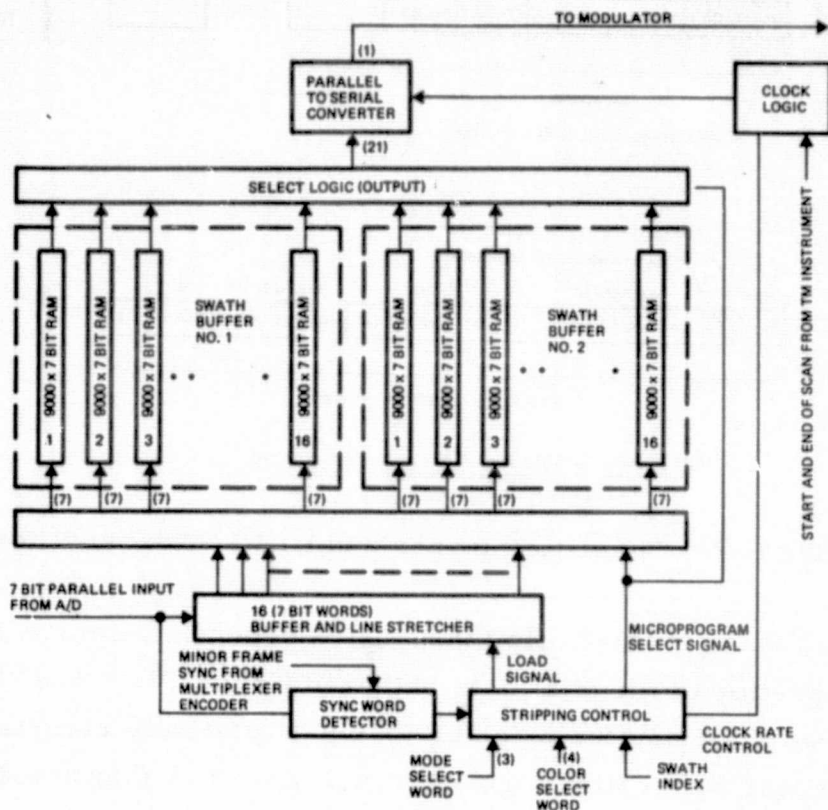 TO MODULATOR
(1)
PARALLEL
TO SERIAL
CONVERTER
CLOCK
LOGIC
(21)
SELECT LOGIC (OUTPUT)
START AND END OF SCAN FROM TM INSTRUMENT
9000 x 7 BIT RAM
9000 x 7 BIT RAM
9000 x 7 BIT RAM
SWATH
BUFFER
NO. 1
9000 x 7 BIT RAM
9000 x 7 BIT RAM
9000 x 7 BIT RAM
9000 x 7 BIT RAM
SWATH
BUFFER
NO. 2
9000 x 7 BIT RAM
1
2
3
16
1
2
3
16
(7)
(7)
(7)
(7)
(7)
(7)
(7)
(7)
7 BIT PARALLEL INPUT
FROM A/D
16 (7 BIT WORDS)
BUFFER AND LINE STRETCHER
MICROPROGRAM
SELECT SIGNAL
MINOR FRAME
SYNC FROM
MULTIPLEXER
ENCODER
LOAD
SIGNAL
SYNC WORD
DETECTOR
STRIPPING CONTROL
CLOCK RATE
CONTROL
MODE
SELECT
WORD
(3)
(4)
COLOR
SELECT
WORD
SWATH
INDEX